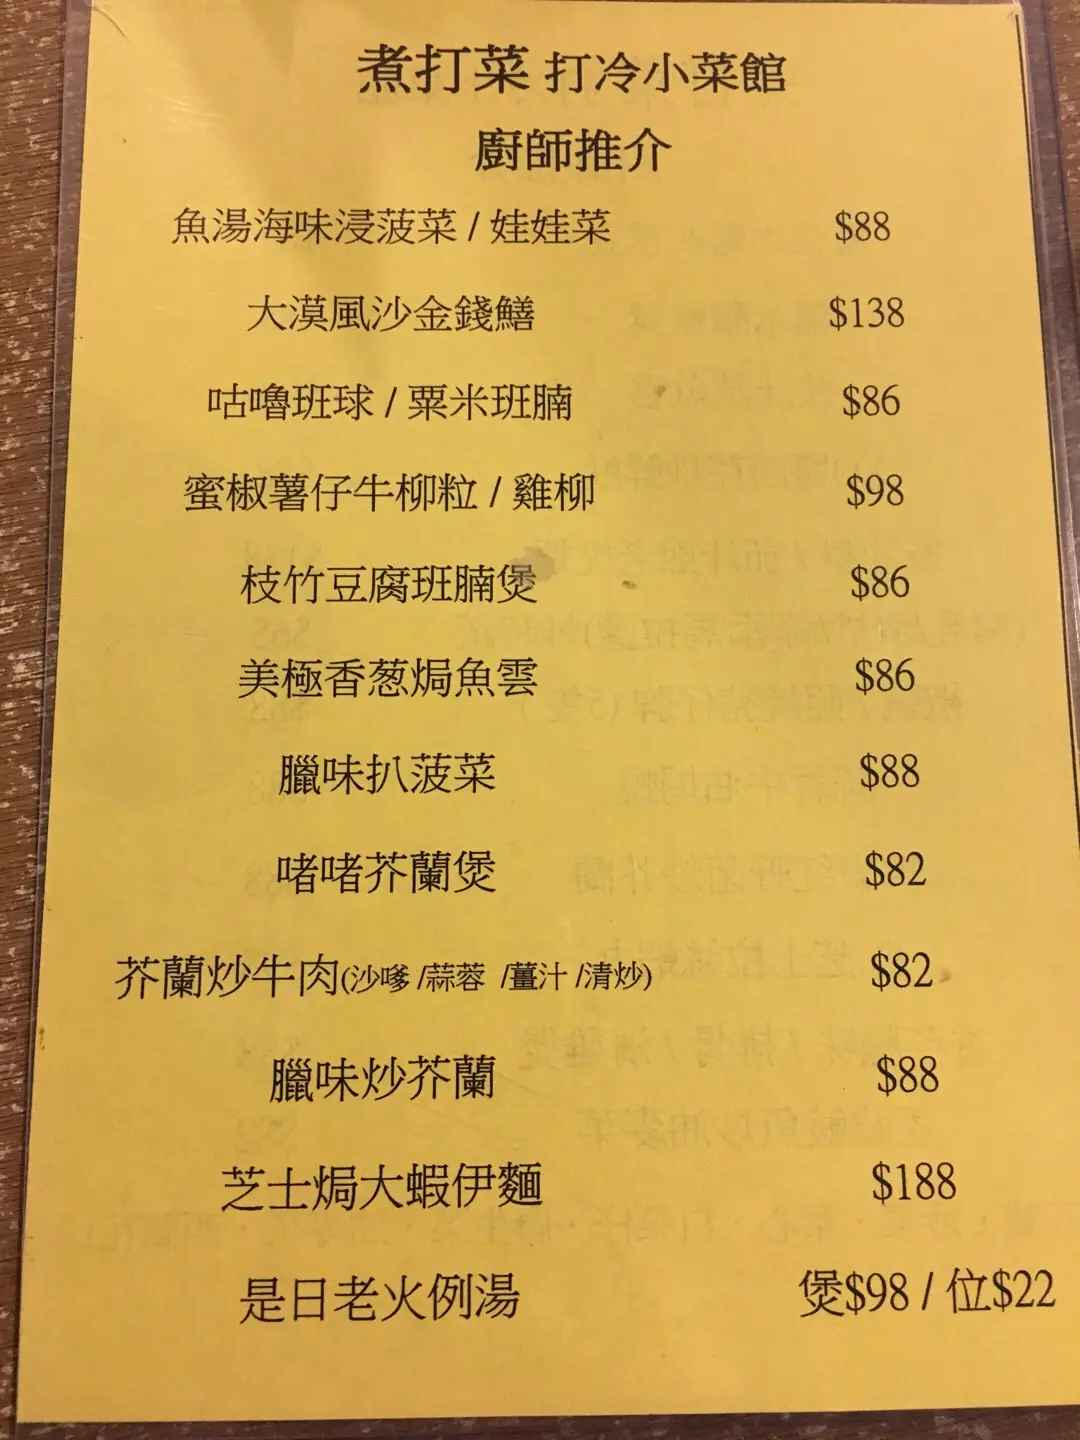 煮打菜 打冷小菜館
廚師推介
魚湯海味浸菠菜 / 娃娃菜 $88
大漠風沙金錢鱔 $138
咕嚕班球 / 粟米班腩 $86
蜜椒薯仔牛柳粒 / 雞柳 $98
枝竹豆腐班腩煲 $86
美極香葱焗魚雲 $86
臘味扒菠菜 $88
啫啫芥蘭煲 $82
芥蘭炒牛肉(沙嗲 /蒜蓉 /薑汁 /清炒) $82
臘味炒芥蘭 $88
芝士焗大蝦伊麵 $188
是日老火例湯 煲$98 / 位$22